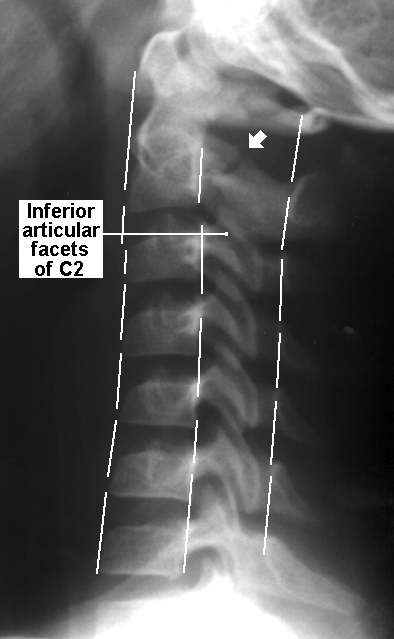 Inferior
articular
facets
of C2